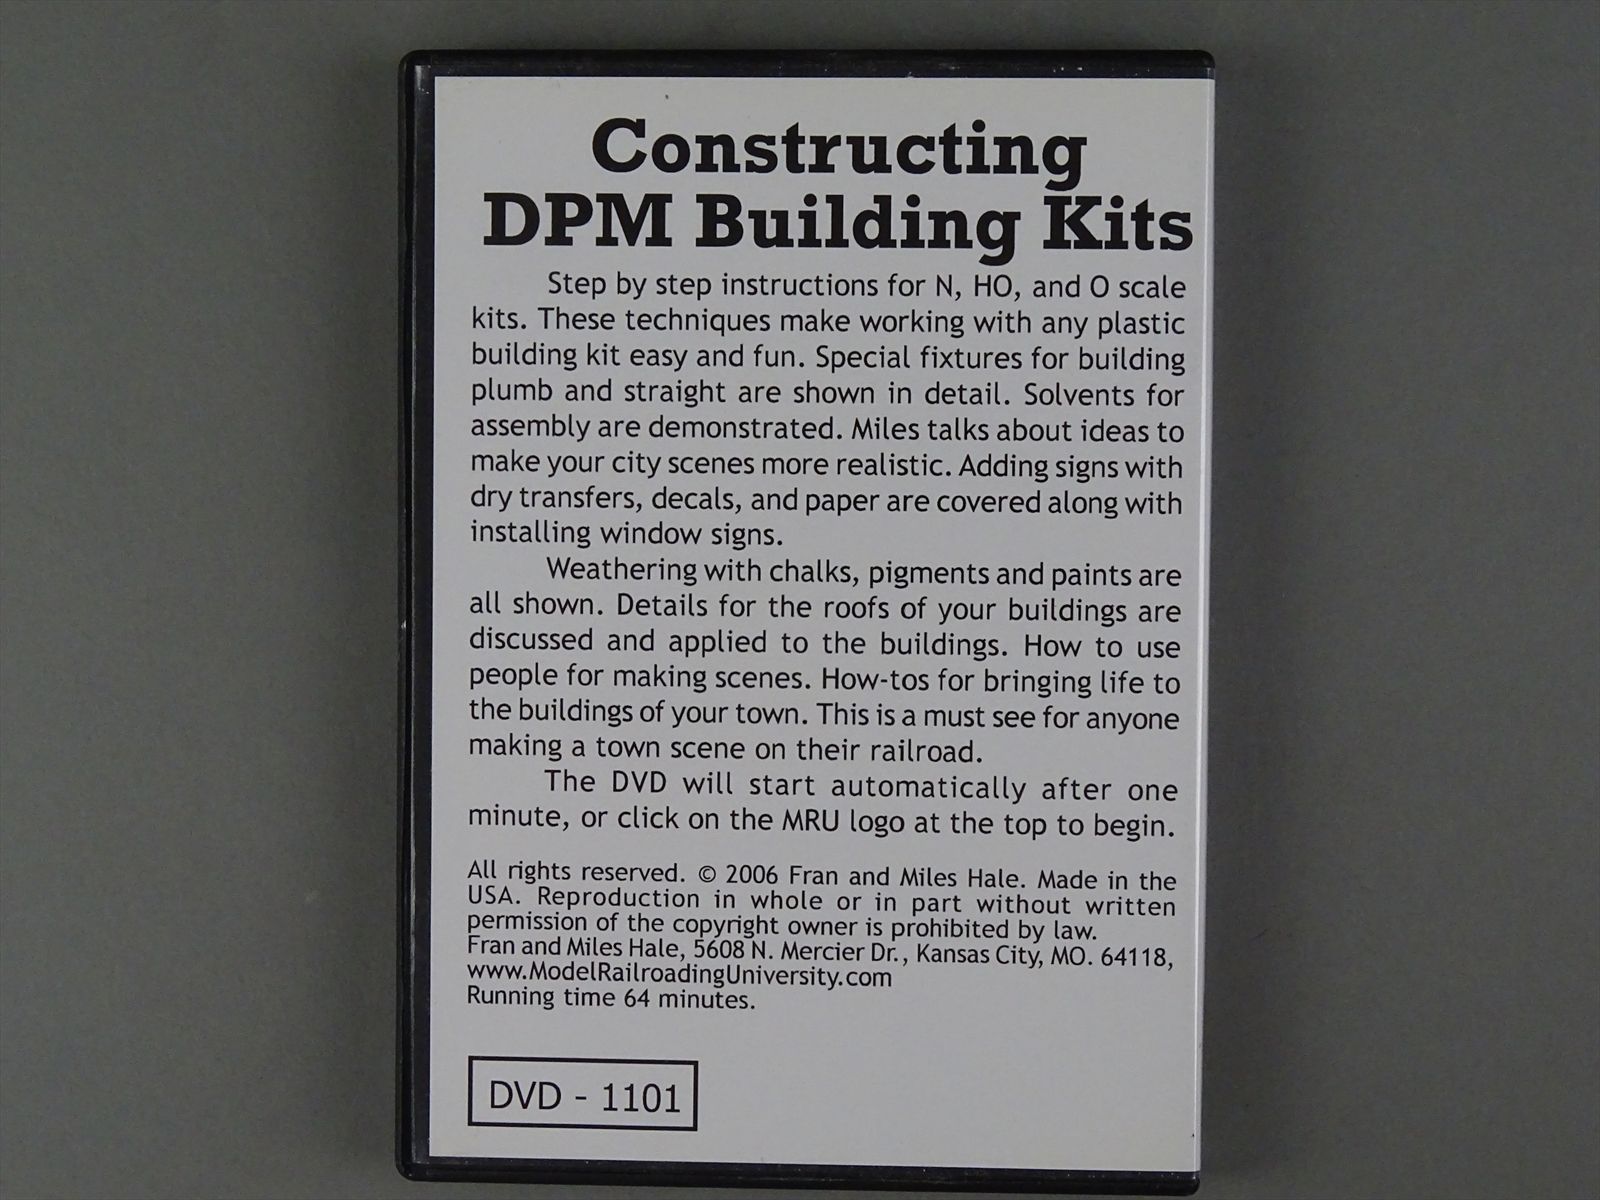 Constructing
DPM Building Kits
Step by step instructions for N, HO, and O scale
kits. These techniques make working with any plastic
building kit easy and fun. Special fixtures for building
plumb and straight are shown in detail. Solvents for
assembly are demonstrated. Miles talks about ideas to
make your city scenes more realistic. Adding signs with
dry transfers, decals, and paper are covered along with
installing window signs.
Weathering with chalks, pigments and paints are
all shown. Details for the roofs of your buildings are
discussed and applied to the buildings. How to use
people for making scenes. How-tos for bringing life to
the buildings of your town. This is a must see for anyone
making a town scene on their railroad.
The DVD will start automatically after one
minute, or click on the MRU logo at the top to begin.
All rights reserved. © 2006 Fran and Miles Hale. Made in the
USA. Reproduction in whole or in part without written
permission of the copyright owner is prohibited by law.
Fran and Miles Hale, 5608 N. Mercier Dr., Kansas City, MO. 64118,
www.ModelRailroadingUniversity.com
Running time 64 minutes.
DVD - 1101